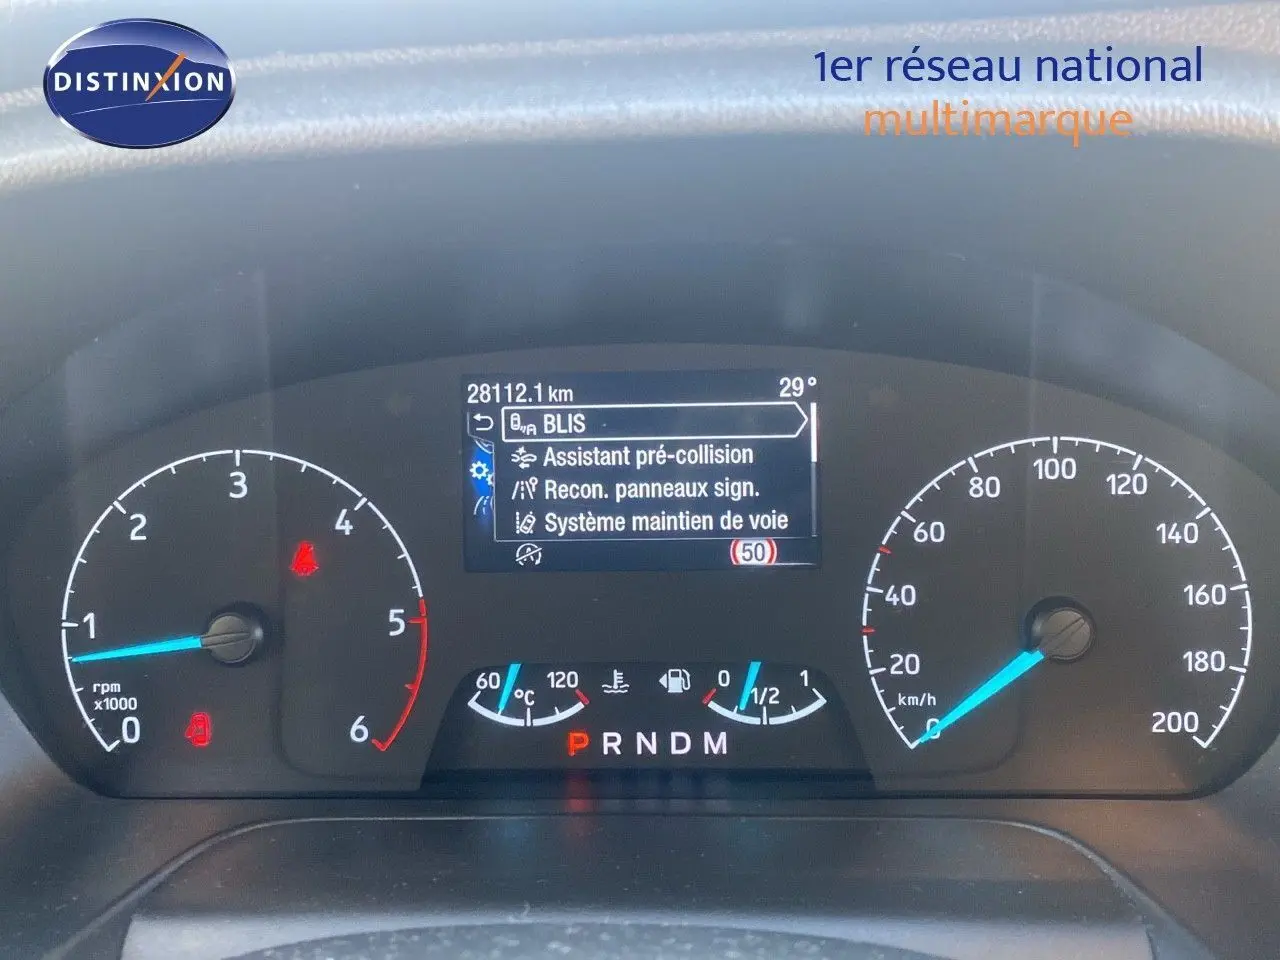 DISTINXION
1er réseau national
multimarque
28112.1 km 29°
BLIS
Assistant pré-collision
Recon. panneaux sign.
Système maintien de voie
50
0 1 2 3 4 5 6
rpm
x1000
60 °C 120
0 1/2 1
P R N D M
0 20 40 60 80 100 120 140 160 180 200
km/h